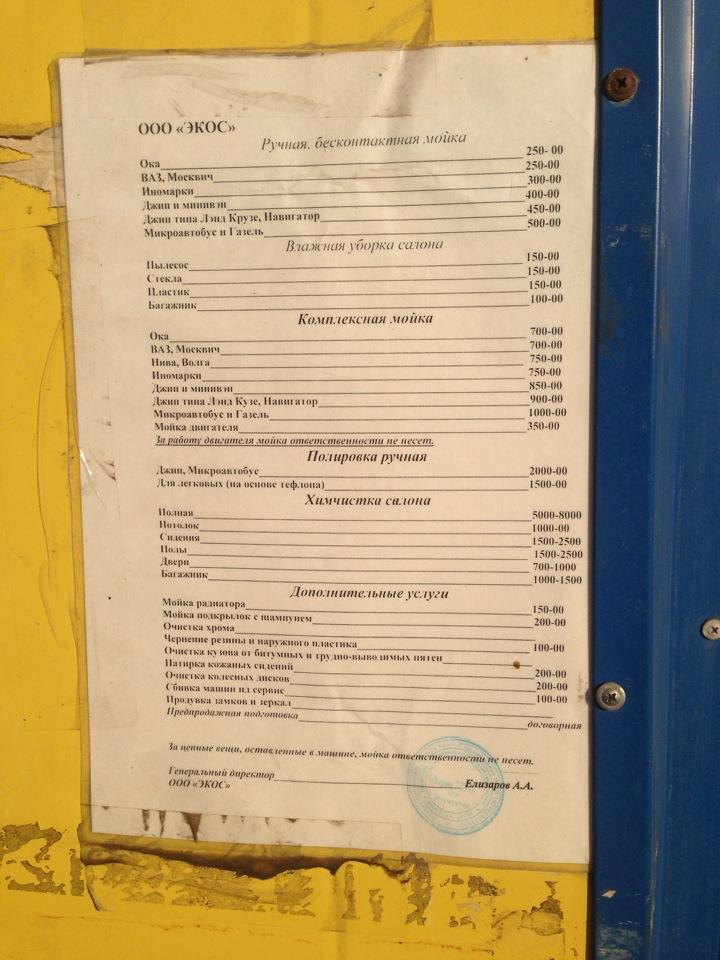 ООО «ЭКОС»
Ручная, бесконтактная мойка
Ока 250- 00
ВАЗ, Москвич 250-00
Иномарки 300-00
Джип и минивэн 400-00
Джип типа Лэнд Крузе, Навигатор 450-00
Микроавтобус и Газель 500-00
Влажная уборка салона
Пылесос 150-00
Стекла 150-00
Пластик 150-00
Багажник 100-00
Комплексная мойка
Ока 700-00
ВАЗ, Москвич 700-00
Нива, Волга 750-00
Иномарки 750-00
Джип и минивэн 850-00
Джип типа Лэнд Кузе, Навигатор 900-00
Микроавтобус и Газель 1000-00
Мойка двигателя 350-00
За работу двигателя мойка ответственности не несет.
Полировка ручная
Джип, Микроавтобус 2000-00
Для легковых (на основе тефлона) 1500-00
Химчистка салона
Полная 5000-8000
Потолок 1000-00
Сидения 1500-2500
Полы 1500-2500
Двери 700-1000
Багажник 1000-1500
Дополнительные услуги
Мойка радиатора 150-00
Мойка подкрылок с шампунем 200-00
Очистка хрома
Чернение резины и наружного пластика 100-00
Очистка кузова от битумных и трудно-выводимых пятен
Натирка кожаных сидений 200-00
Очистка колесных дисков 200-00
Сбивка машин пд сервис 100-00
Продувка замков и зеркал
Предпродажная подготовка договорная
За ценные вещи, оставленные в машине, мойка ответственности не несет.
Генеральный директор
ООО «ЭКОС» Елизаров А.А.